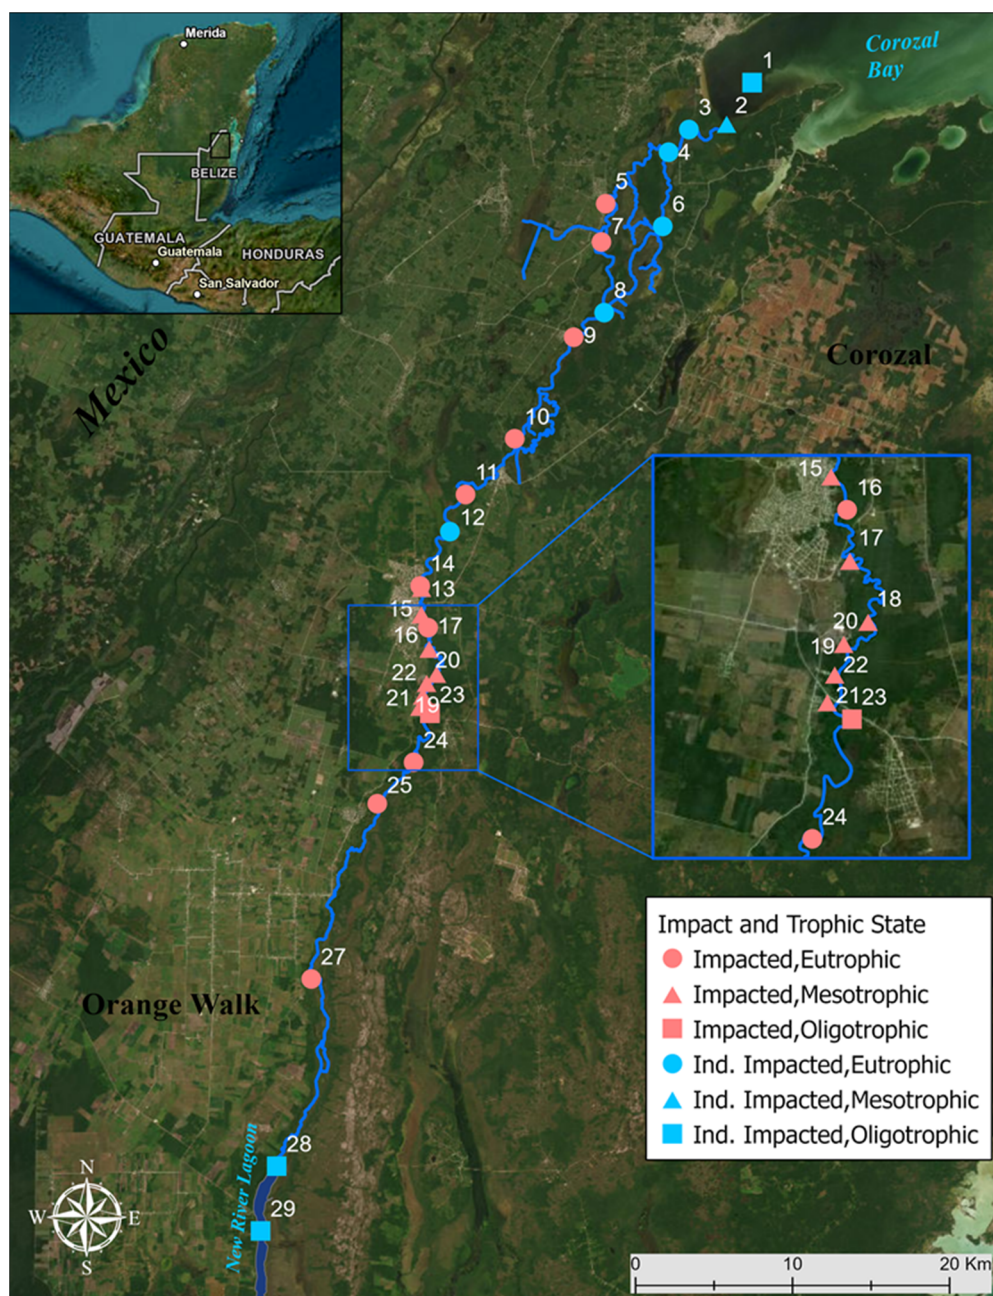 Merida
BELIZE
GUATEMALA
HONDURAS
Guatemala
San Salvador
Corozal
Bay
1
2
3
4
5
6
7
8
9
Mexico
Corozal
10
11
12
14
13
15
16
17
20
22
21
19
23
24
25
15
16
17
18
20
19
22
21
23
24
27
Orange Walk
28
29
New River Lagoon
Impact and Trophic State
Impacted,Eutrophic
Impacted,Mesotrophic
Impacted,Oligotrophic
Ind. Impacted,Eutrophic
Ind. Impacted,Mesotrophic
Ind. Impacted,Oligotrophic
N
W
E
S
0 10 20 Km